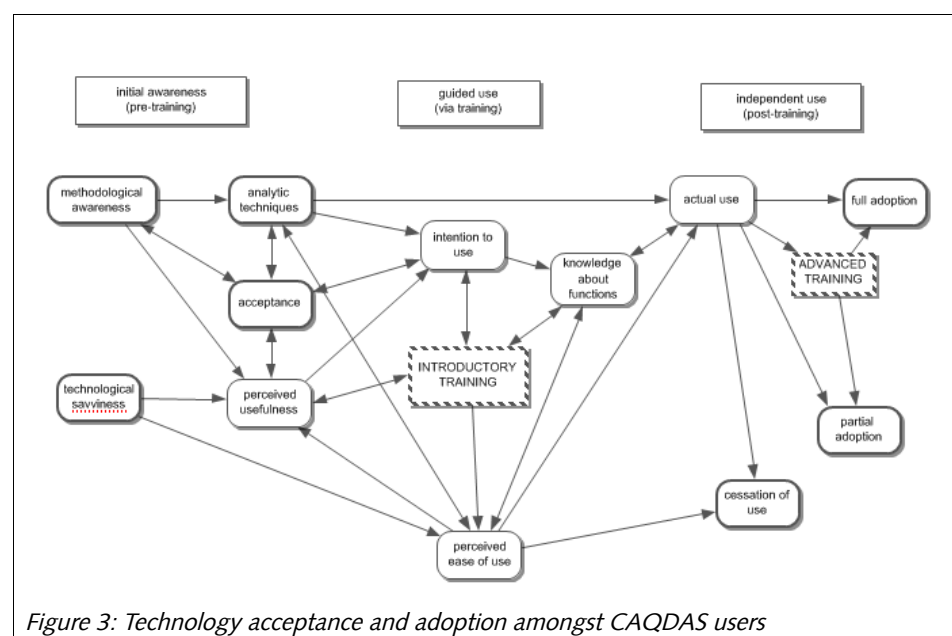 initial awareness
(pre-training)
guided use
(via training)
independent use
(post-training)
methodological
awareness
analytic
techniques
actual use
full adoption
intention to
use
knowledge
about
functions
ADVANCED
TRAINING
acceptance
INTRODUCTORY
TRAINING
technological
savviness
perceived
usefulness
partial
adoption
cessation of
use
perceived
ease of use
Figure 3: Technology acceptance and adoption amongst CAQDAS users